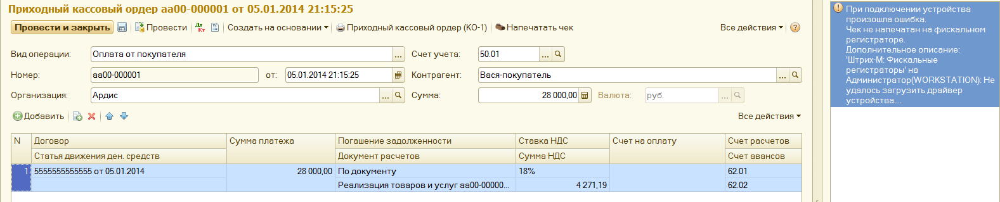 Приходный кассовый ордер аа00-000001 от 05.01.2014 21:15:25
Провести и закрыть Провести Дт Кт Создать на основании Приходный кассовый ордер (КО-1) Напечатать чек Все действия ?
Вид операции: Оплата от покупателя ... Счет учета: 50.01 ...
Номер: аа00-000001 от: 05.01.2014 21:15:25 Контрагент: Вася-покупатель ...
Организация: Ардис ... Сумма: 28 000,00 Валюта: руб. ...
Добавить Все действия
N Договор Сумма платежа Погашение задолженности Ставка НДС Счет на оплату Счет расчетов
Статья движения ден. средств Документ расчетов Сумма НДС Счет авансов
1 5555555555555 от 05.01.2014 28 000,00 По документу 18% 62.01
Реализация товаров и услуг аа00-00000... 4 271,19 62.02
При подключении устройства
произошла ошибка.
Чек не напечатан на фискальном
регистраторе.
Дополнительное описание:
'Штрих-М: Фискальные
регистраторы' на
Администратор(WORKSTATION): Не
удалось загрузить драйвер
устройства....